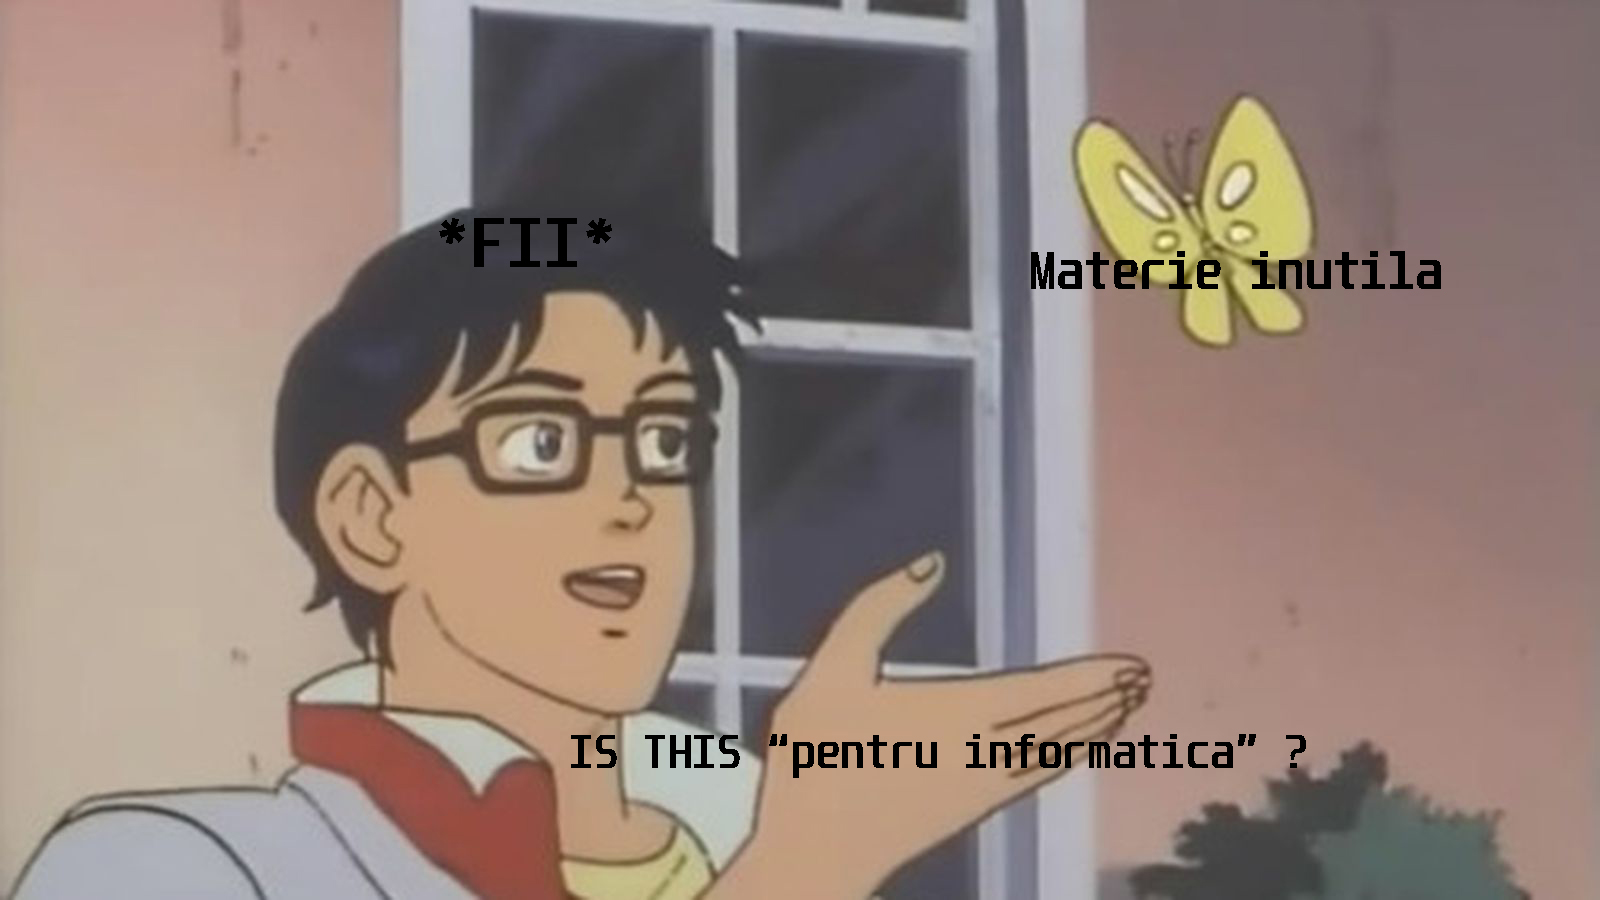 *FII*
Materie inutila
IS THIS “pentru informatica” ?